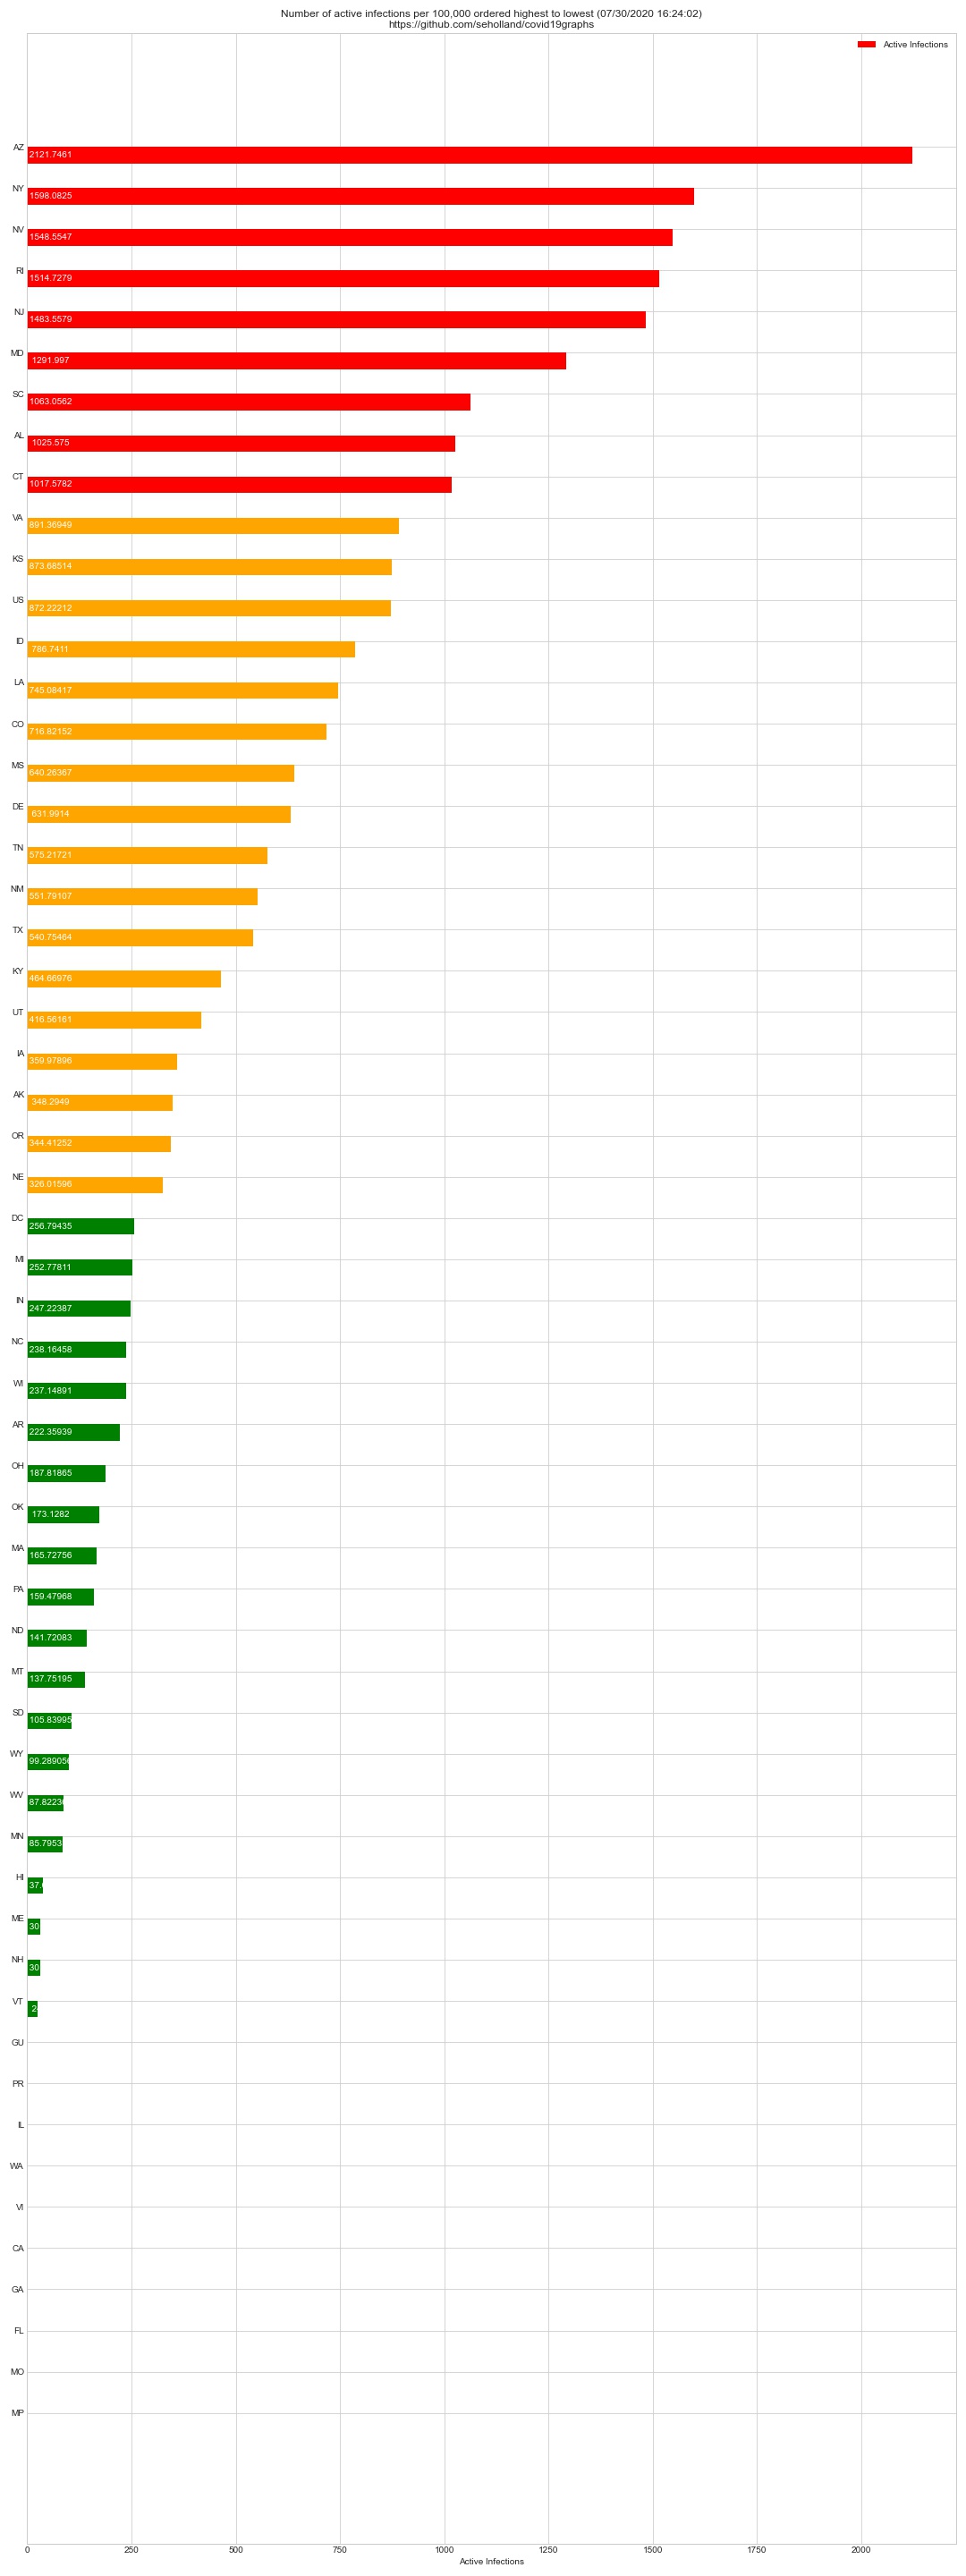 Number of active infections per 100,000 ordered highest to lowest (07/30/2020 16:24:02)
https://github.com/seholland/covid19graphs
Active Infections
AZ 2121.7461
NY 1598.0825
NV 1548.5547
RI 1514.7279
NJ 1483.5579
MD 1291.997
SC 1063.0562
AL 1025.575
CT 1017.5782
VA 891.36949
KS 873.68514
US 872.22212
ID 786.7411
LA 745.08417
CO 716.82152
MS 640.26367
DE 631.9914
TN 575.21721
NM 551.79107
TX 540.75464
KY 464.66976
UT 416.56161
IA 359.97896
AK 348.2949
OR 344.41252
NE 326.01596
DC 256.79435
MI 252.77811
IN 247.22387
NC 238.16458
WI 237.14891
AR 222.35939
OH 187.81865
OK 173.1282
MA 165.72756
PA 159.47968
ND 141.72083
MT 137.75195
SD 105.83995
WY
WV
MN
HI
ME
NH
VT
GU
PR
IL
WA
VI
CA
GA
FL
MO
MP
0 250 500 750 1000 1250 1500 1750 2000
Active Infections